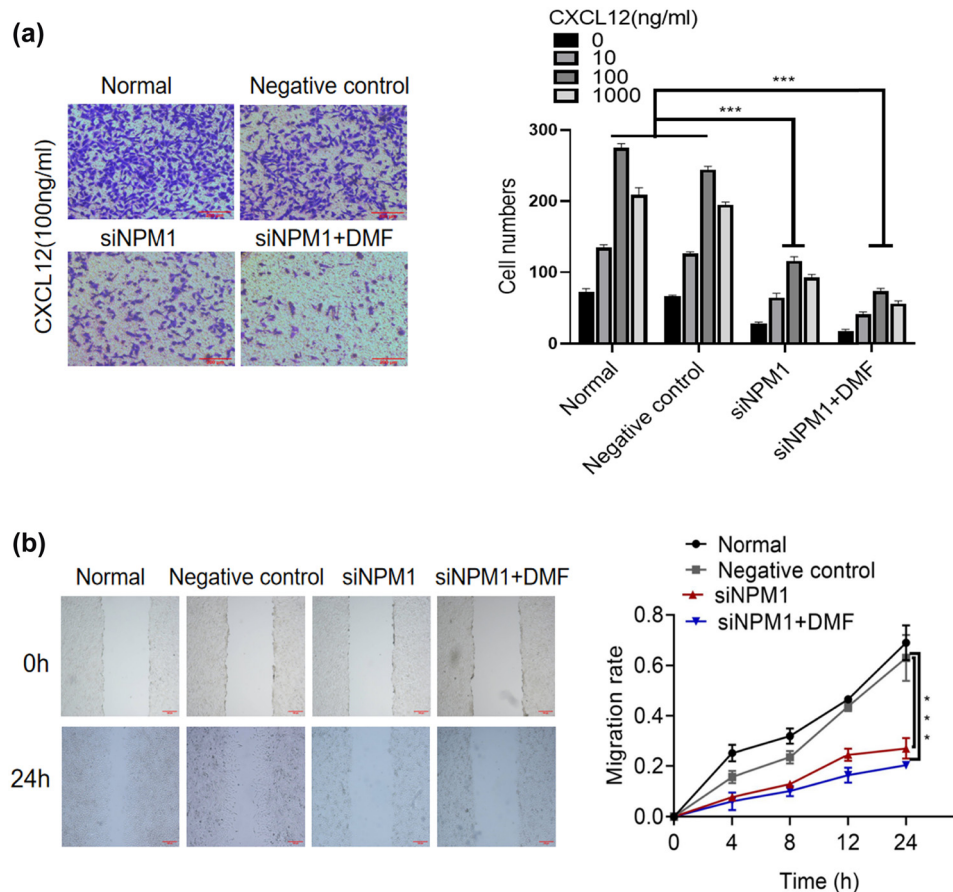 (a)
Normal
Negative control
siNPM1
siNPM1+DMF
CXCL12(100ng/ml)
CXCL12(ng/ml)
0
10
100
1000
***
***
300
200
100
0
Cell numbers
Normal
Negative control
siNPM1
siNPM1+DMF
(b)
Normal
Negative control
siNPM1
siNPM1+DMF
0h
24h
Normal
Negative control
siNPM1
siNPM1+DMF
0.8
0.6
0.4
0.2
0.0
Migration rate
***
0
4
8
12
24
Time (h)